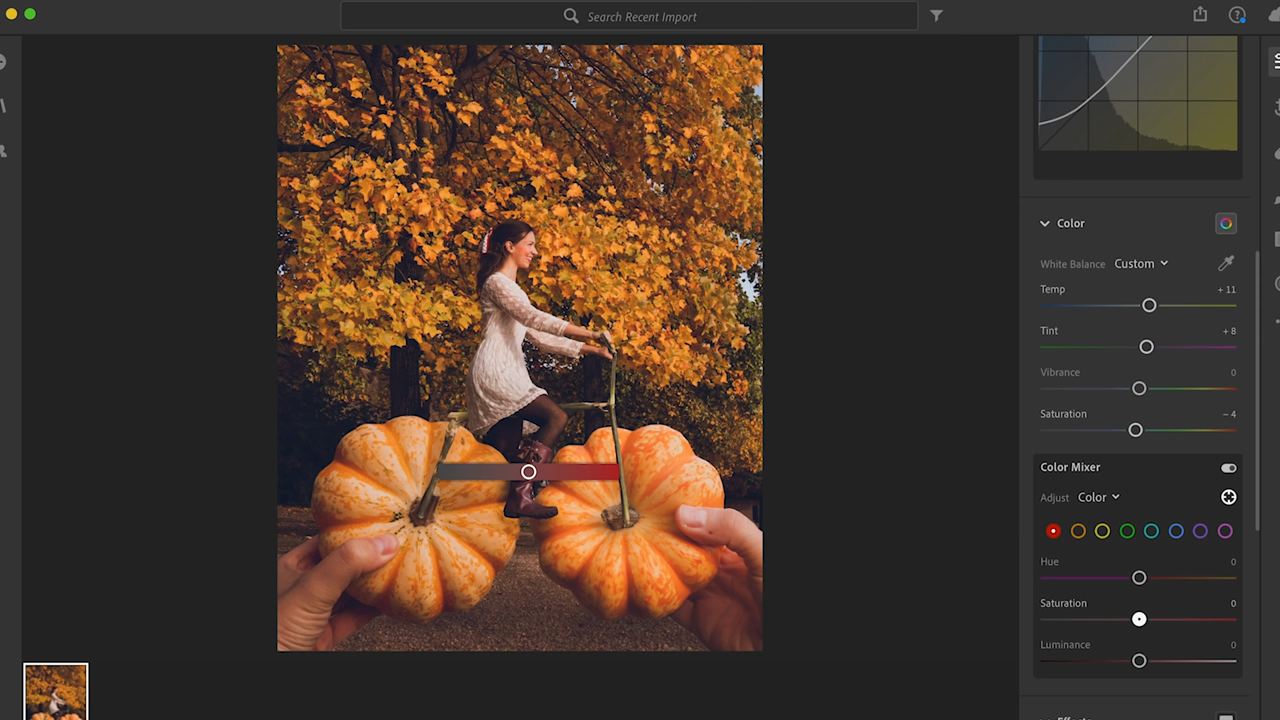 Search Recent Import
Color
White Balance Custom
Temp + 11
Tint + 8
Vibrance 0
Saturation – 4
Color Mixer
Adjust Color
Hue 0
Saturation 0
Luminance 0
Effects